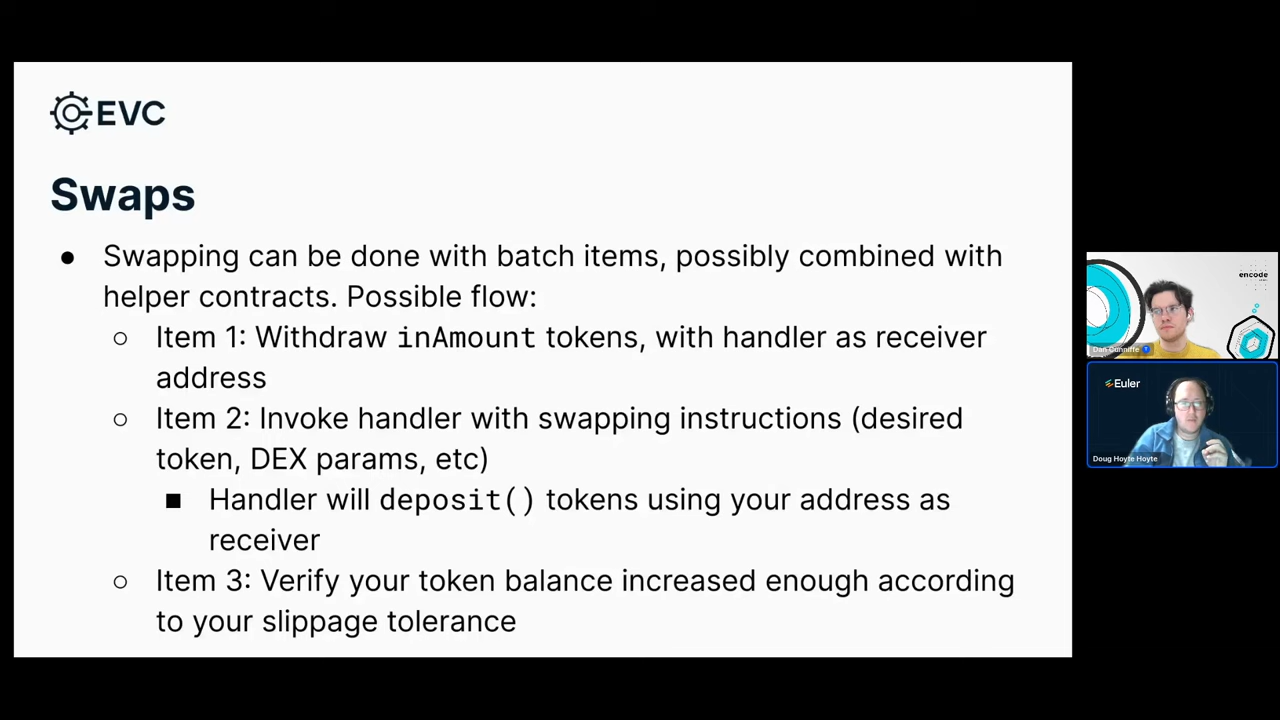 EVC
Swaps
● Swapping can be done with batch items, possibly combined with
helper contracts. Possible flow:
○ Item 1: Withdraw inAmount tokens, with handler as receiver
address
○ Item 2: Invoke handler with swapping instructions (desired
token, DEX params, etc)
■ Handler will deposit() tokens using your address as
receiver
○ Item 3: Verify your token balance increased enough according
to your slippage tolerance
encode
Dan Cunniffe
Euler
Doug Hoyte Hoyte